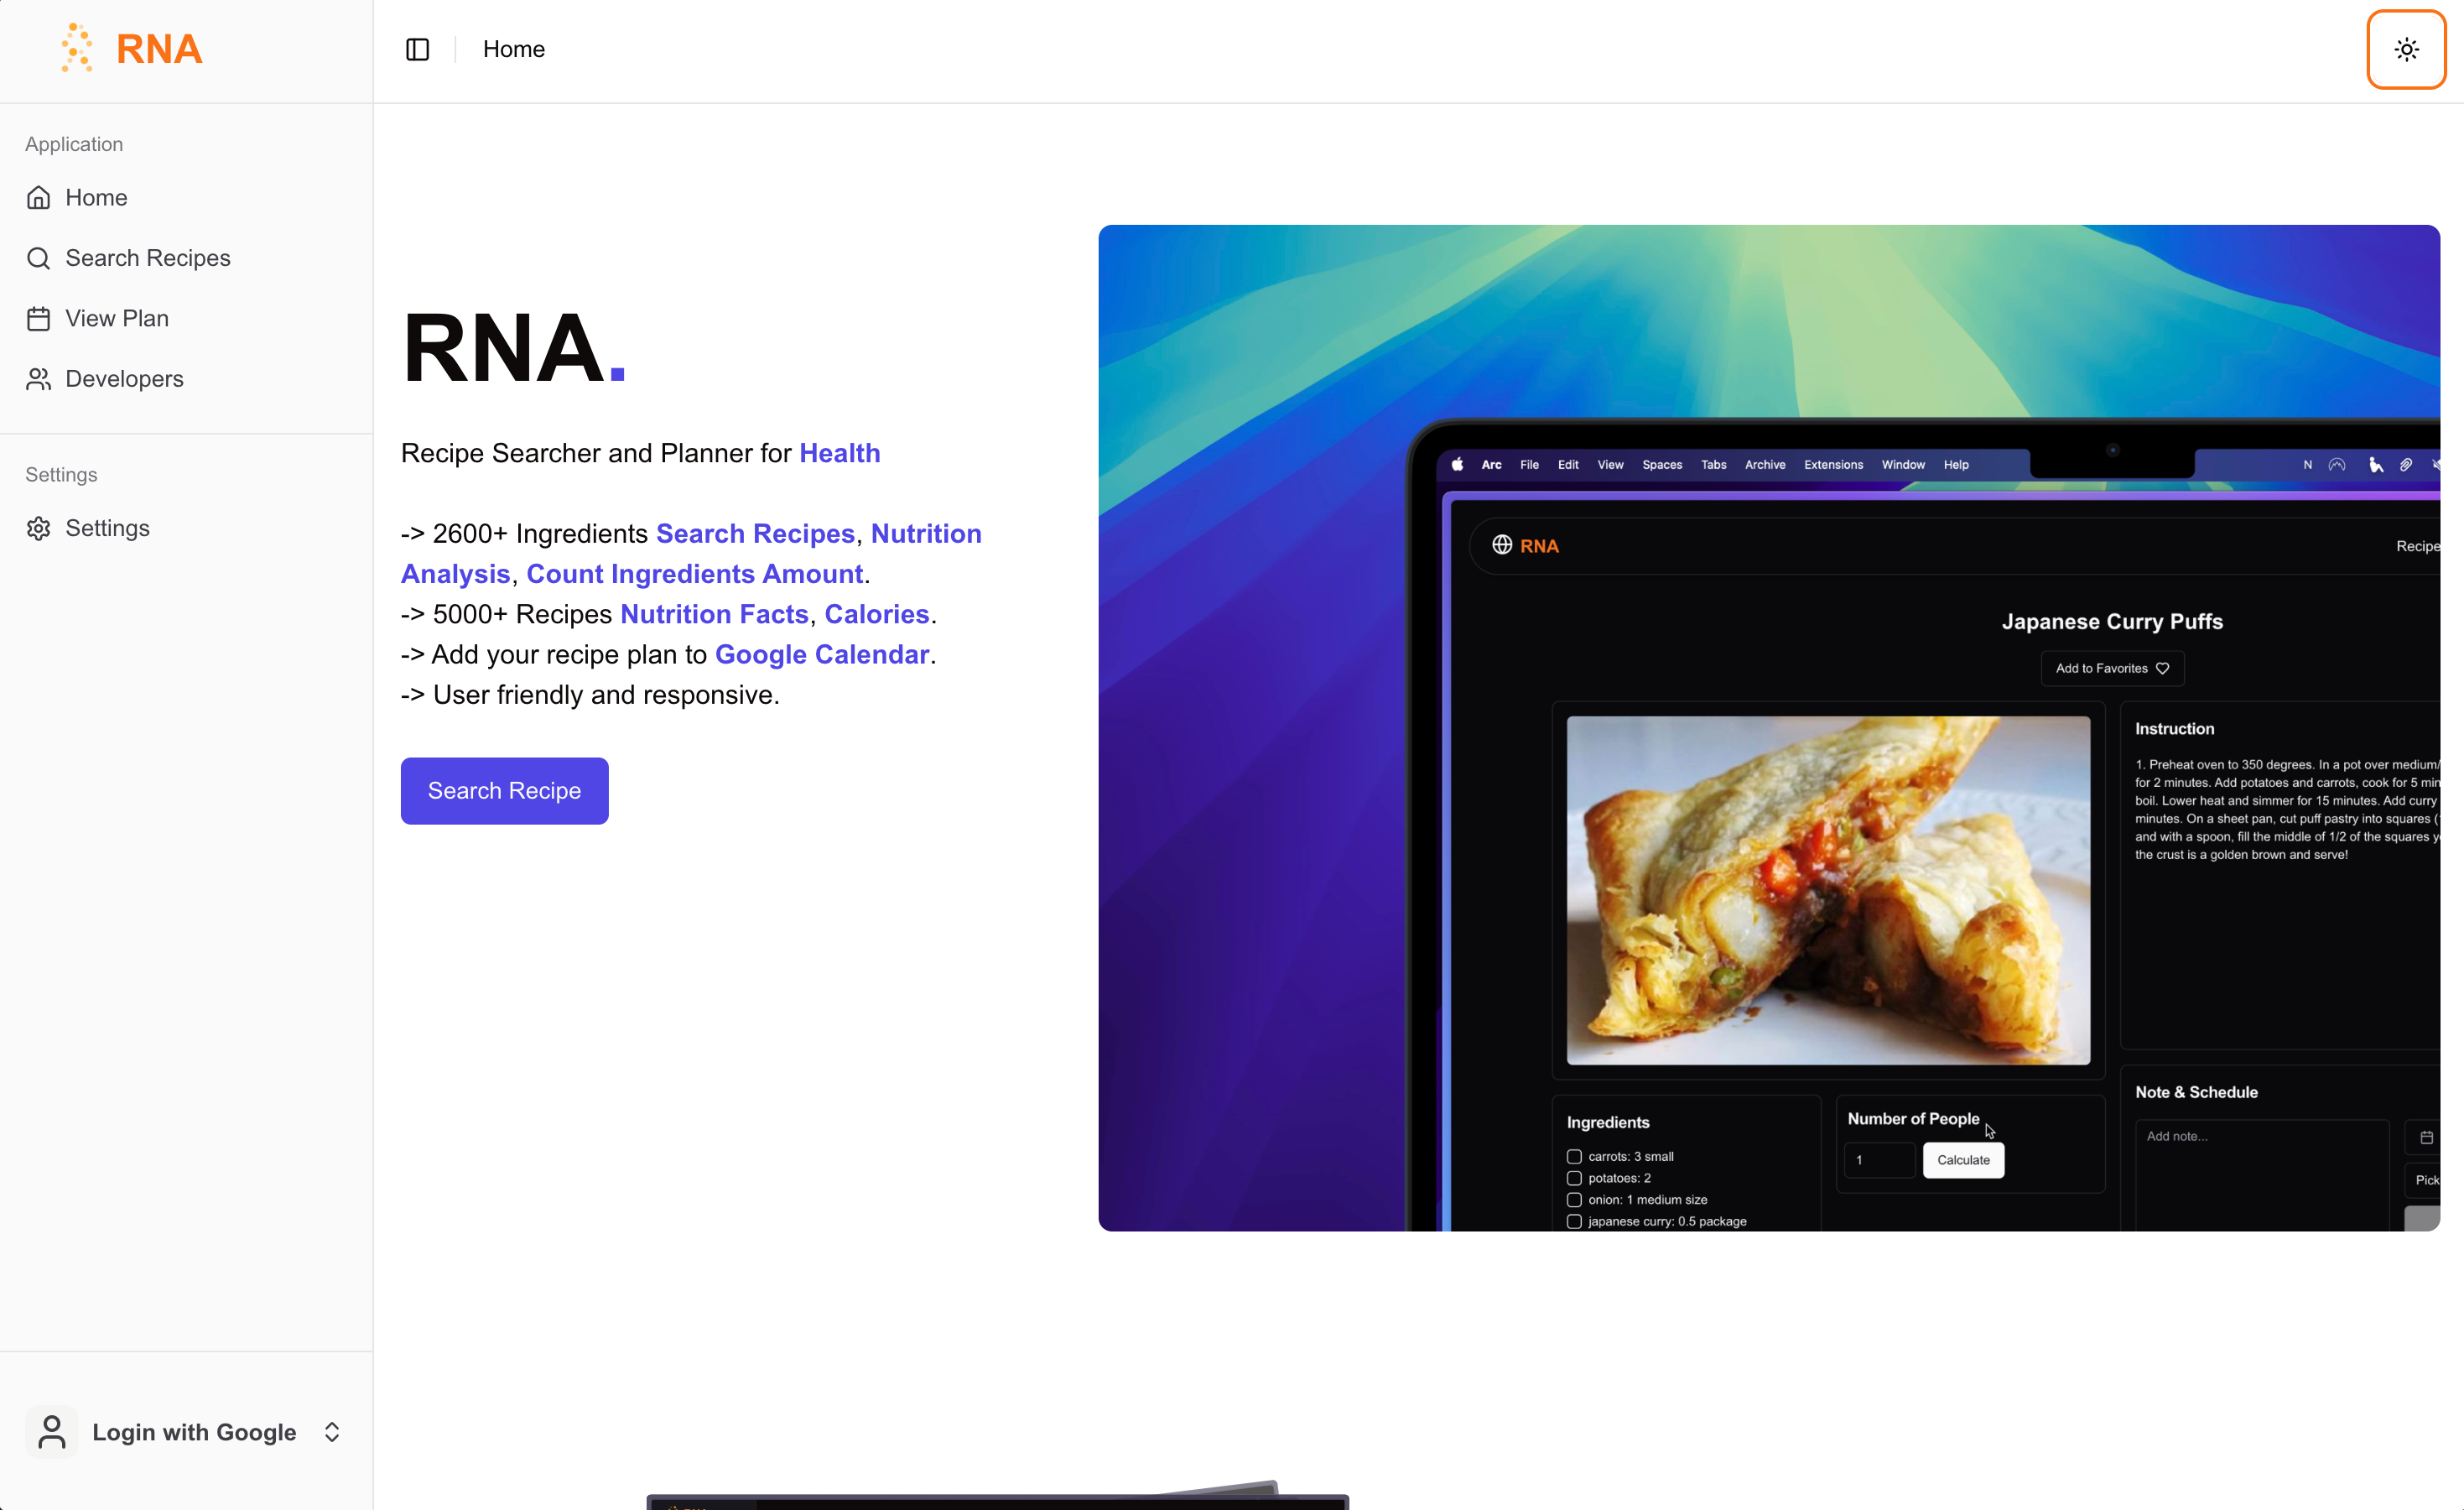 RNA
Home
Application
Home
Search Recipes
View Plan
Developers
Settings
Settings
Login with Google
RNA.
Recipe Searcher and Planner for Health
-> 2600+ Ingredients Search Recipes, Nutrition
Analysis, Count Ingredients Amount.
-> 5000+ Recipes Nutrition Facts, Calories.
-> Add your recipe plan to Google Calendar.
-> User friendly and responsive.
Search Recipe
Arc File Edit View Spaces Tabs Archive Extensions Window Help N
RNA
Recipe
Japanese Curry Puffs
Add to Favorites
Instruction
1. Preheat oven to 350 degrees. In a pot over medium/
for 2 minutes. Add potatoes and carrots, cook for 5 min
boil. Lower heat and simmer for 15 minutes. Add curry
minutes. On a sheet pan, cut puff pastry into squares (
and with a spoon, fill the middle of 1/2 of the squares y
the crust is a golden brown and serve!
Ingredients
carrots: 3 small
potatoes: 2
onion: 1 medium size
japanese curry: 0.5 package
Number of People
1
Calculate
Note & Schedule
Add note...
Pick